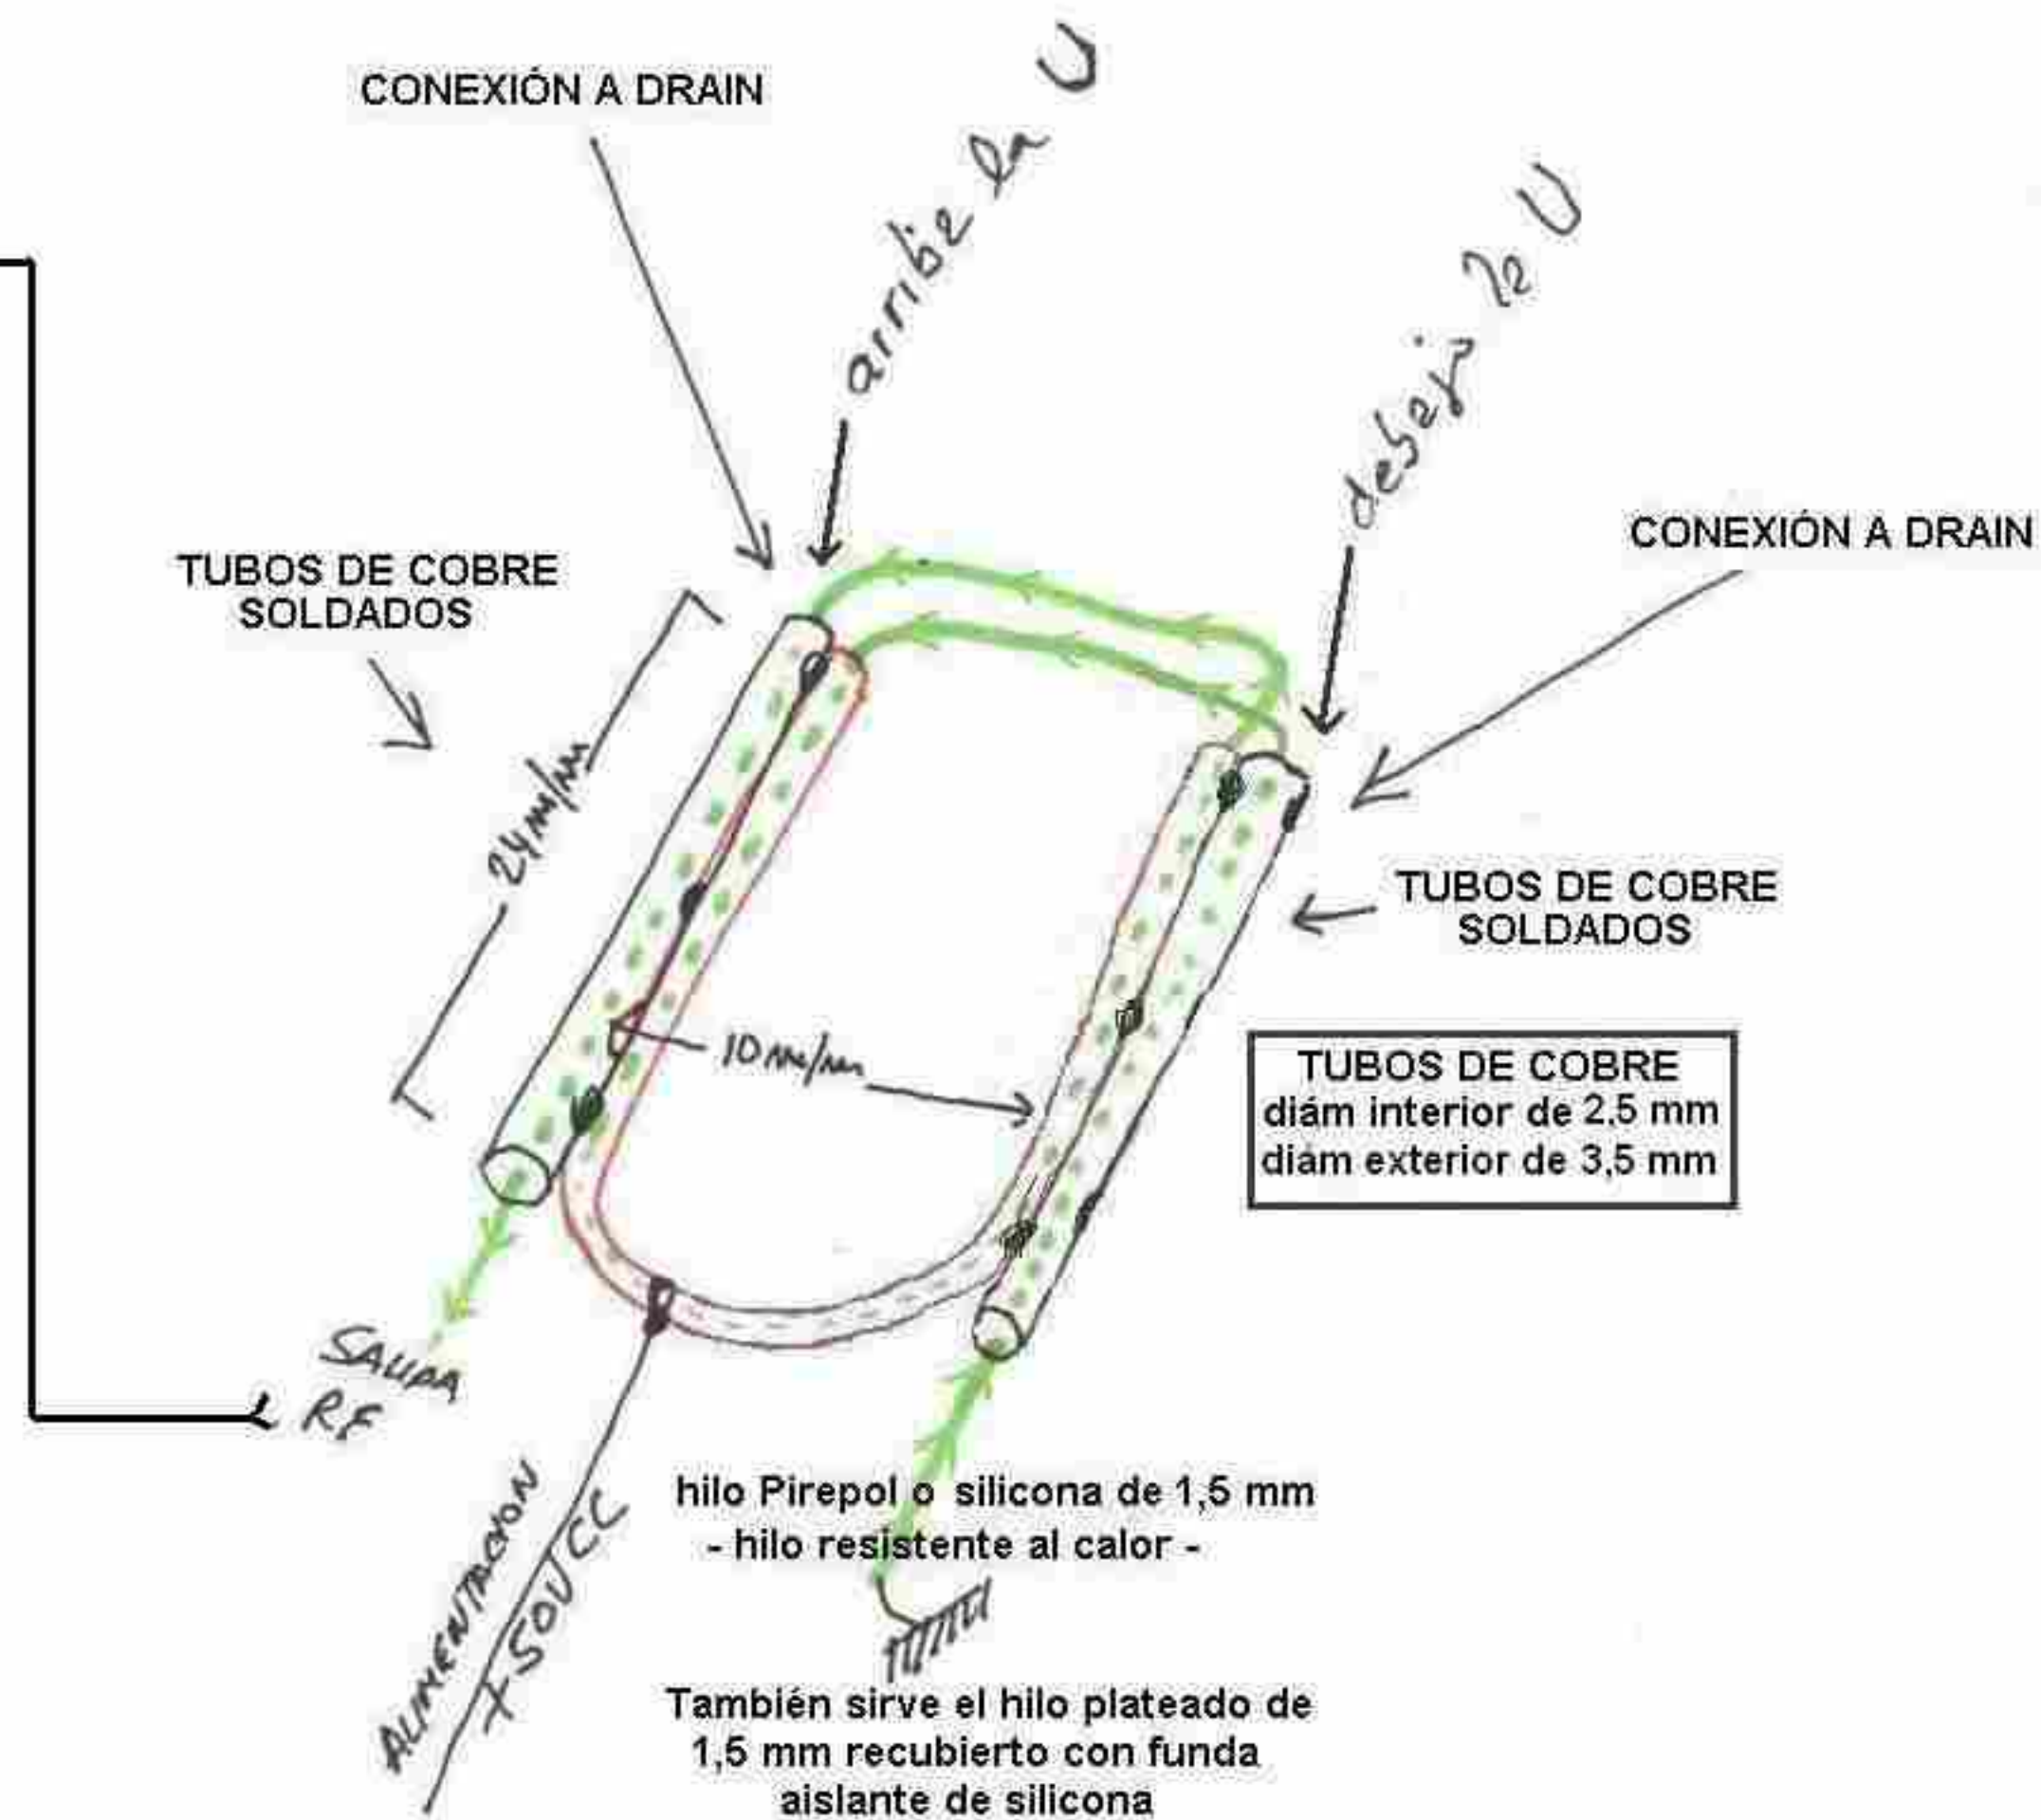 CONEXIÓN A DRAIN
arriba la U
debajo la U
CONEXIÓN A DRAIN
TUBOS DE COBRE
SOLDADOS
24 m/m
TUBOS DE COBRE
SOLDADOS
10 m/m
TUBOS DE COBRE
diám interior de 2,5 mm
diám exterior de 3,5 mm
SALIDA
RF
ALIMENTACION
+50VCC
hilo Pirepol o silicona de 1,5 mm
- hilo resistente al calor -
También sirve el hilo plateado de
1,5 mm recubierto con funda
aislante de silicona